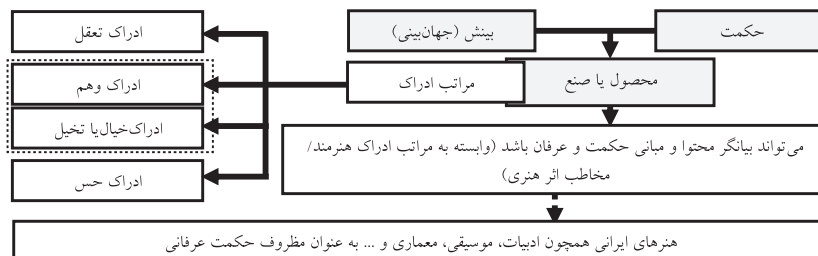 حکمت
بینش (جهان‌بینی)
ادراک تعقل
محصول یا صنع
مراتب ادراک
ادراک وهم
ادراک‌خیال‌یا تخیل
می‌تواند بیانگر محتوا و مبانی حکمت و عرفان باشد (وابسته به مراتب ادراک هنرمند/
مخاطب اثر هنری)
ادراک حس
هنرهای ایرانی همچون ادبیات، موسیقی، معماری و ... به عنوان مظروف حکمت عرفانی